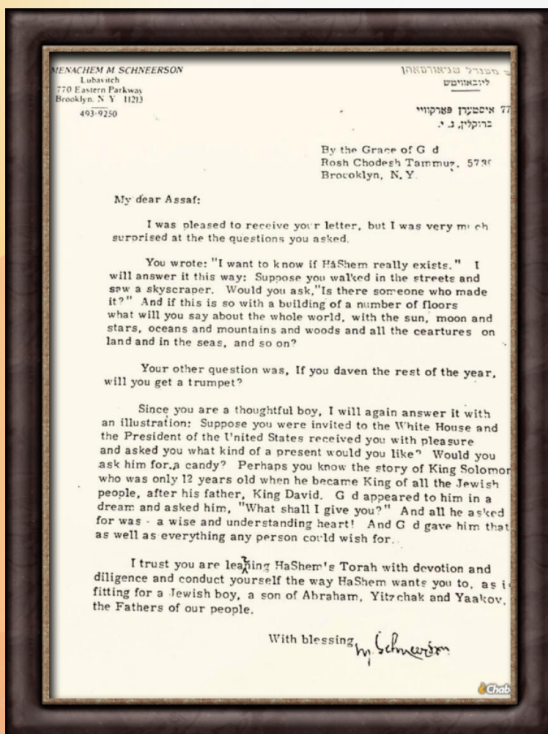 MENACHEM M SCHNEERSON
Lubavitch
770 Eastern Parkway
Brooklyn. N Y 11213
493-9250
מענדל שניאורסאהן
ליובאוויטש
77 איסטערן פארקוויי
ברוקלין, נ. י.
By the Grace of G d
Rosh Chodesh Tammuz,
Brocoklyn, N. Y.
My dear Assaf:
I was pleased to receive your letter, but I was very much
surprised at the the questions you asked.
You wrote: "I want to know if HaShem really exists." I
will answer it this way: Suppose you walked in the streets and
saw a skyscraper. Would you ask,"Is there someone who made
it?" And if this is so with a building of a number of floors
what will you say about the whole world, with the sun, moon and
stars, oceans and mountains and woods and all the ceartures on
land and in the seas, and so on?
Your other question was, If you daven the rest of the year,
will you get a trumpet?
Since you are a thoughtful boy, I will again answer it with
an illustration: Suppose you were invited to the White House and
the President of the United States received you with pleasure
and asked you what kind of a present would you like? Would you
ask him for a candy? Perhaps you know the story of King Solomon
who was only 12 years old when he became King of all the Jewish
people, after his father, King David. G d appeared to him in a
dream and asked him, "What shall I give you?" And all he asked
for was - a wise and understanding heart! And G d gave him that
as well as everything any person could wish for.
I trust you are learning HaShem's Torah with devotion and
diligence and conduct yourself the way HaShem wants you to, as is
fitting for a Jewish boy, a son of Abraham, Yitzchak and Yaakov,
the Fathers of our people.
With blessing
M Schneerson
Chab